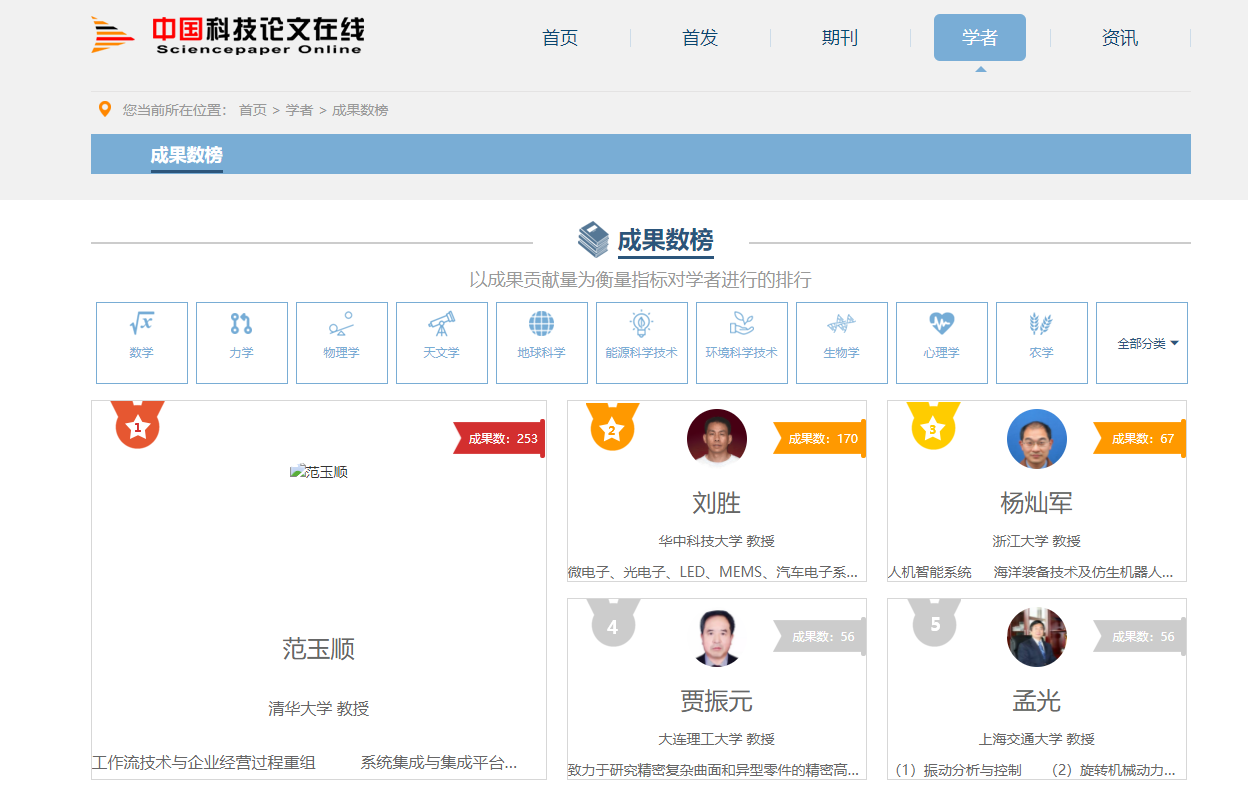 中国科技论文在线
Sciencepaper Online
首页
首发
期刊
学者
资讯
您当前所在位置： 首页 > 学者 > 成果数榜
成果数榜
成果数榜
以成果贡献量为衡量指标对学者进行的排行
数学
力学
物理学
天文学
地球科学
能源科学技术
环境科学技术
生物学
心理学
农学
全部分类
1
成果数：253
范玉顺
范玉顺
清华大学 教授
工作流技术与企业经营过程重组 系统集成与集成平台...
2
成果数：170
刘胜
华中科技大学 教授
微电子、光电子、LED、MEMS、汽车电子系...
3
成果数：67
杨灿军
浙江大学 教授
人机智能系统 海洋装备技术及仿生机器人...
4
成果数：56
贾振元
大连理工大学 教授
致力于研究精密复杂曲面和异型零件的精密高...
5
成果数：56
孟光
上海交通大学 教授
（1）振动分析与控制 （2）旋转机械动力...